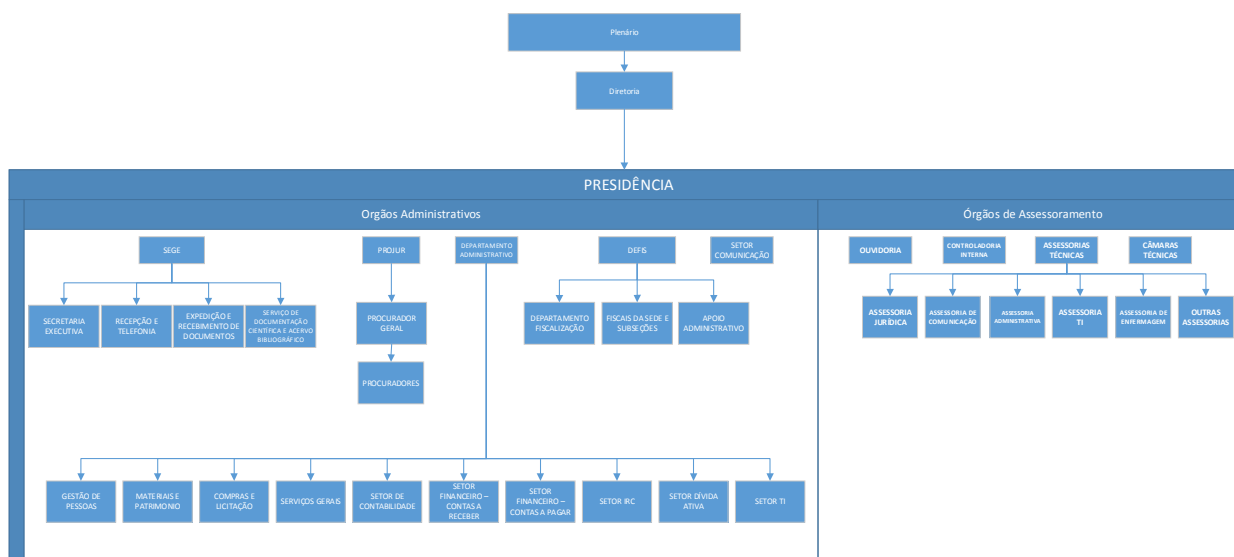 Plenário
Diretoria
PRESIDÊNCIA
Orgãos Administrativos
Órgãos de Assessoramento
SEGE
PROJUR
DEPARTAMENTO
ADMINISTRATIVO
DEFIS
SETOR
COMUNICAÇÃO
OUVIDORIA
CONTROLADORIA
INTERNA
ASSESSORIAS
TÉCNICAS
CÂMARAS
TÉCNICAS
SECRETARIA
EXECUTIVA
RECEPÇÃO E
TELEFONIA
EXPEDIÇÃO E
RECEBIMENTO DE
DOCUMENTOS
SERVIÇO DE
DOCUMENTAÇÃO
CIENTÍFICA E ACERVO
BIBLIOGRÁFICO
PROCURADOR
GERAL
DEPARTAMENTO
FISCALIZAÇÃO
FISCAIS DA SEDE E
SUBSEÇÕES
APOIO
ADMINISTRATIVO
ASSESSORIA
JURÍDICA
ASSESSORIA DE
COMUNICAÇÃO
ASSESSORIA
ADMINISTRATIVA
ASSESSORIA
TI
ASSESSORIA DE
ENFERMAGEM
OUTRAS
ASSESSORIAS
PROCURADORES
GESTÃO DE
PESSOAS
MATERIAIS E
PATRIMONIO
COMPRAS E
LICITAÇÃO
SERVIÇOS GERAIS
SETOR DE
CONTABILIDADE
SETOR
FINANCEIRO –
CONTAS A
RECEBER
SETOR
FINANCEIRO –
CONTAS A PAGAR
SETOR IRC
SETOR DÍVIDA
ATIVA
SETOR TI